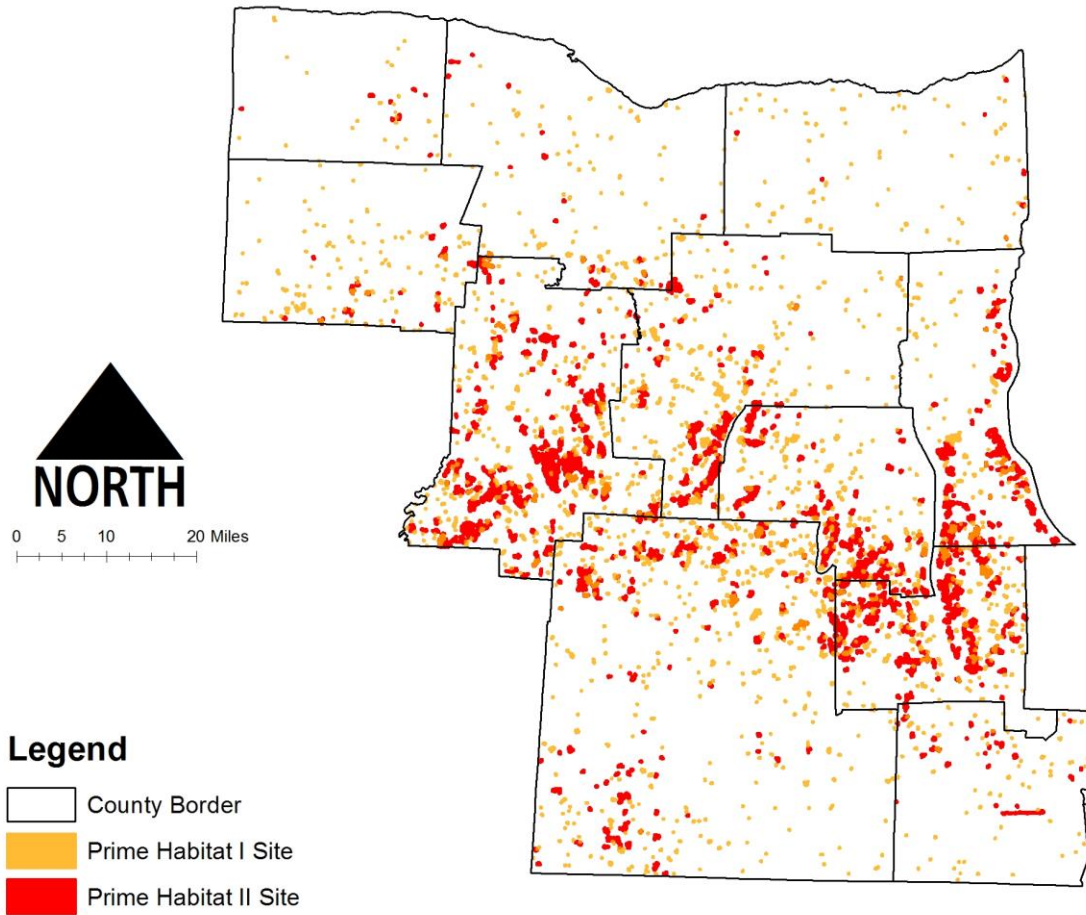 NORTH
0 5 10 20 Miles
Legend
County Border
Prime Habitat I Site
Prime Habitat II Site